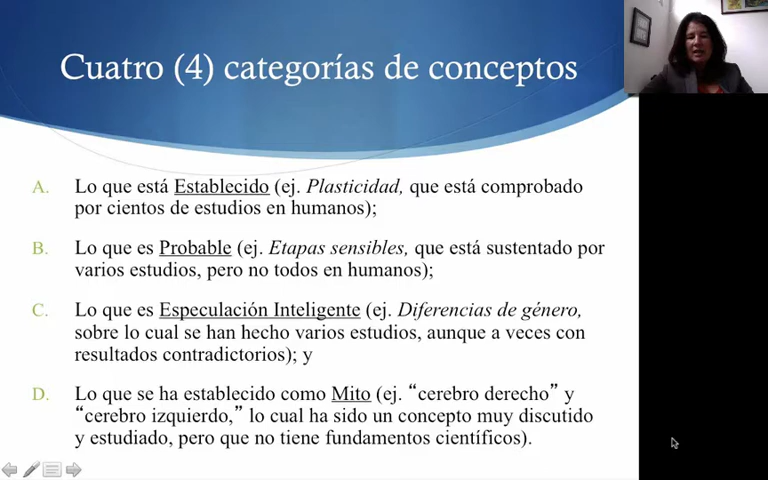 Cuatro (4) categorías de conceptos
A. Lo que está Establecido (ej. Plasticidad, que está comprobado
por cientos de estudios en humanos);
B. Lo que es Probable (ej. Etapas sensibles, que está sustentado por
varios estudios, pero no todos en humanos);
C. Lo que es Especulación Inteligente (ej. Diferencias de género,
sobre lo cual se han hecho varios estudios, aunque a veces con
resultados contradictorios); y
D. Lo que se ha establecido como Mito (ej. “cerebro derecho” y
“cerebro izquierdo,” lo cual ha sido un concepto muy discutido
y estudiado, pero que no tiene fundamentos científicos).